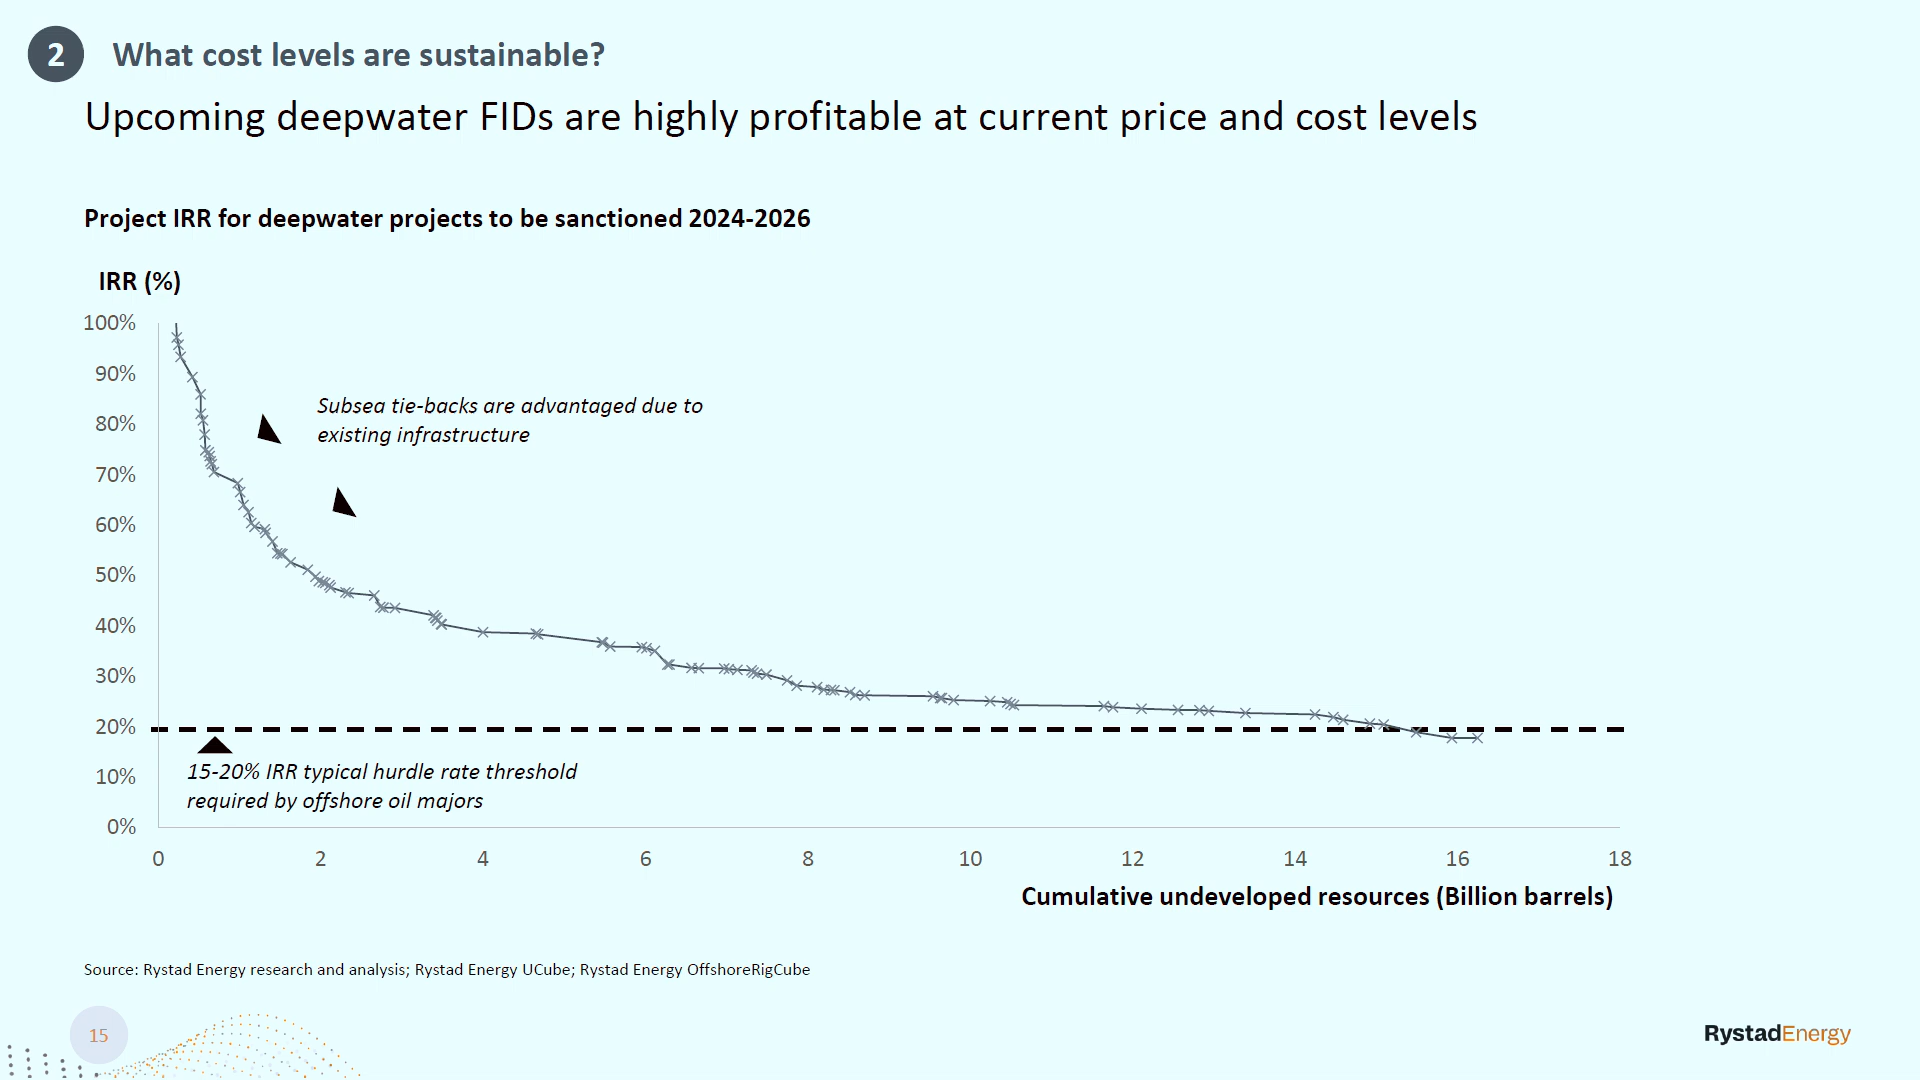 2
What cost levels are sustainable?
Upcoming deepwater FIDs are highly profitable at current price and cost levels
Project IRR for deepwater projects to be sanctioned 2024-2026
IRR (%)
100%
90%
80%
70%
60%
50%
40%
30%
20%
10%
0%
Subsea tie-backs are advantaged due to
existing infrastructure
15-20% IRR typical hurdle rate threshold
required by offshore oil majors
0 2 4 6 8 10 12 14 16 18
Cumulative undeveloped resources (Billion barrels)
Source: Rystad Energy research and analysis; Rystad Energy UCube; Rystad Energy OffshoreRigCube
15
RystadEnergy